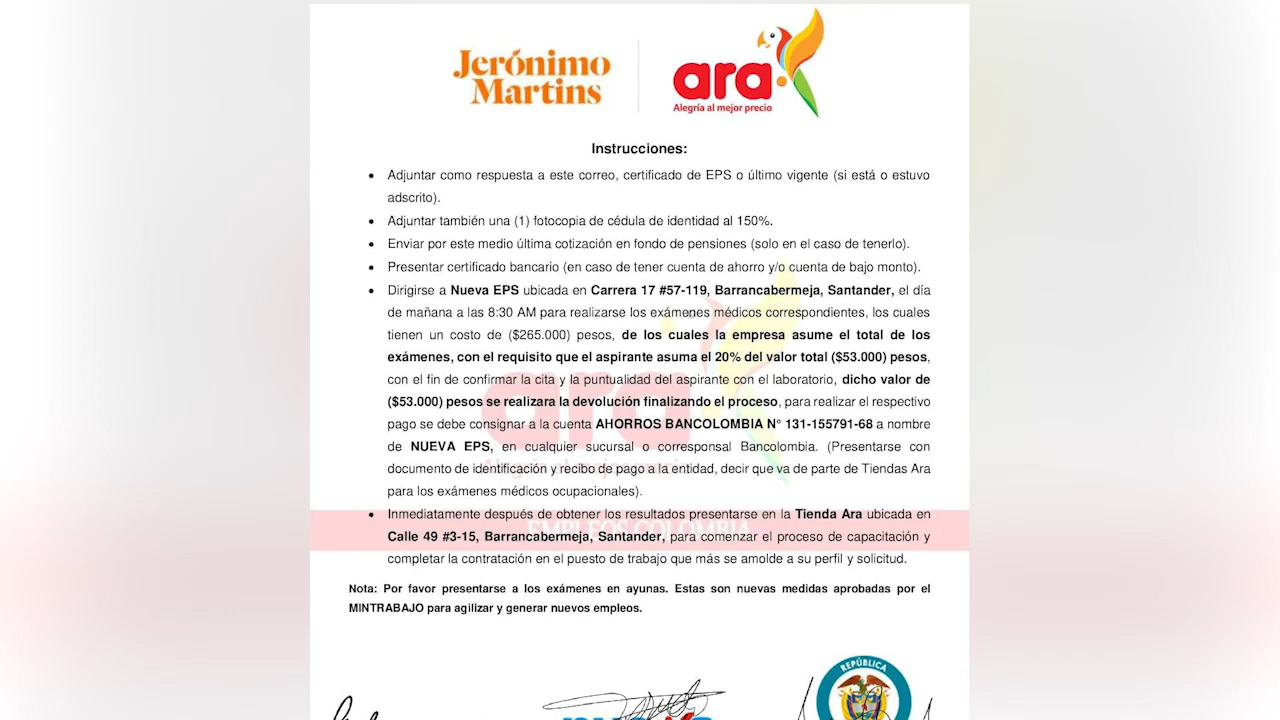 Jerónimo
Martins
ara
Alegría al mejor precio
Instrucciones:
• Adjuntar como respuesta a este correo, certificado de EPS o último vigente (si está o estuvo
adscrito).
• Adjuntar también una (1) fotocopia de cédula de identidad al 150%.
• Enviar por este medio última cotización en fondo de pensiones (solo en el caso de tenerlo).
• Presentar certificado bancario (en caso de tener cuenta de ahorro y/o cuenta de bajo monto).
• Dirigirse a Nueva EPS ubicada en Carrera 17 #57-119, Barrancabermeja, Santander, el día
de mañana a las 8:30 AM para realizarse los exámenes médicos correspondientes, los cuales
tienen un costo de ($265.000) pesos, de los cuales la empresa asume el total de los
exámenes, con el requisito que el aspirante asuma el 20% del valor total ($53.000) pesos,
con el fin de confirmar la cita y la puntualidad del aspirante con el laboratorio, dicho valor de
($53.000) pesos se realizara la devolución finalizando el proceso, para realizar el respectivo
pago se debe consignar a la cuenta AHORROS BANCOLOMBIA N° 131-155791-68 a nombre
de NUEVA EPS, en cualquier sucursal o corresponsal Bancolombia. (Presentarse con
documento de identificación y recibo de pago a la entidad, decir que va de parte de Tiendas Ara
para los exámenes médicos ocupacionales).
• Inmediatamente después de obtener los resultados presentarse en la Tienda Ara ubicada en
Calle 49 #3-15, Barrancabermeja, Santander, para comenzar el proceso de capacitación y
completar la contratación en el puesto de trabajo que más se amolde a su perfil y solicitud.
ara
EMPLEOS COLOMBIA
Nota: Por favor presentarse a los exámenes en ayunas. Estas son nuevas medidas aprobadas por el
MINTRABAJO para agilizar y generar nuevos empleos.
REPÚBLICA